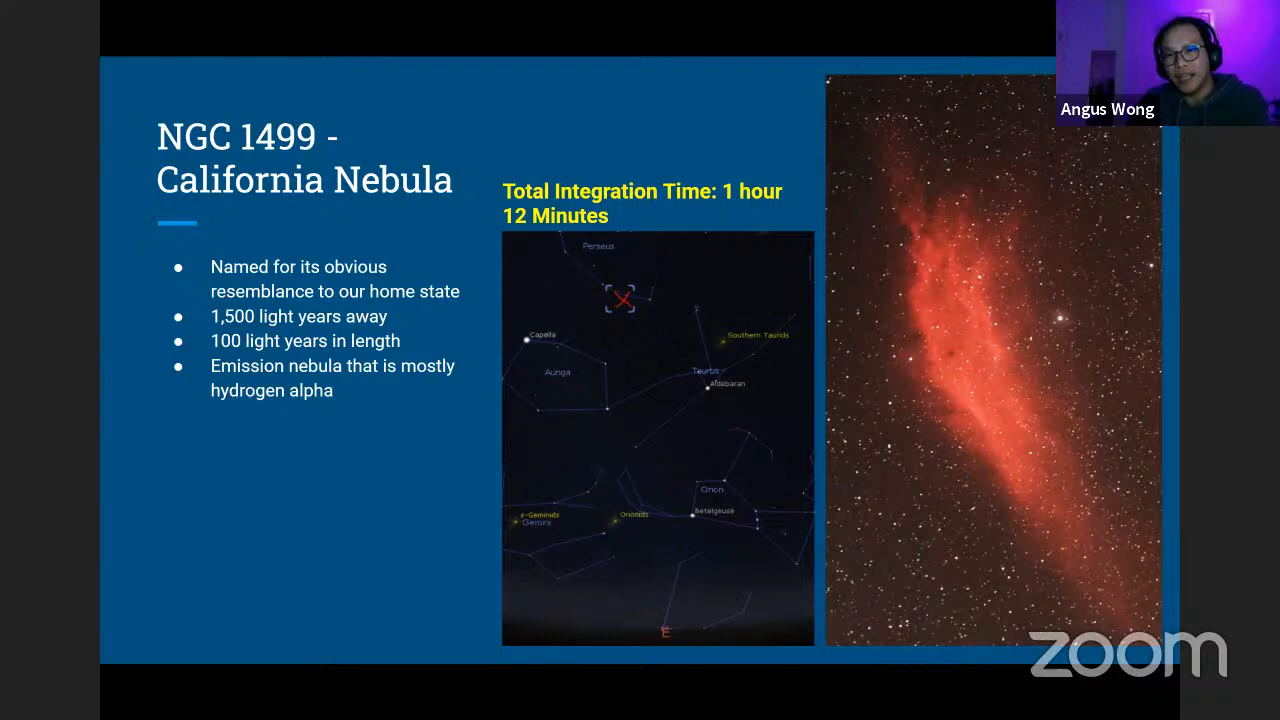 Angus Wong
NGC 1499 -
California Nebula
Total Integration Time: 1 hour
12 Minutes
● Named for its obvious
resemblance to our home state
● 1,500 light years away
● 100 light years in length
● Emission nebula that is mostly
hydrogen alpha
Perseus
Capella
Southern Taurids
Auriga
Taurus
Aldebaran
Orion
ε-Geminids
Orionids
Betelgeuse
Gemini
E
zoom